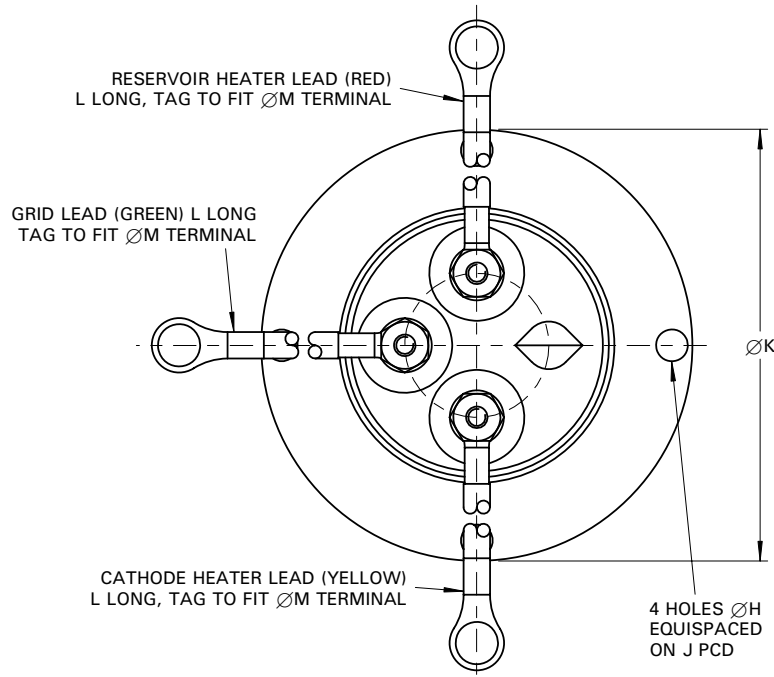 RESERVOIR HEATER LEAD (RED)
L LONG, TAG TO FIT ∅M TERMINAL
GRID LEAD (GREEN) L LONG
TAG TO FIT ∅M TERMINAL
∅K
CATHODE HEATER LEAD (YELLOW)
L LONG, TAG TO FIT ∅M TERMINAL
4 HOLES ∅H
EQUISPACED
ON J PCD